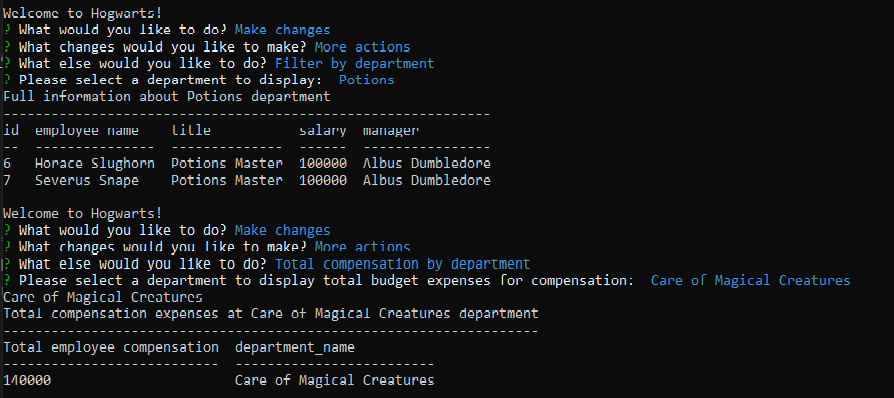 Welcome to Hogwarts!
? What would you like to do? Make changes
? What changes would you like to make? More actions
? What else would you like to do? Filter by department
? Please select a department to display:  Potions
Full information about Potions department
-------------------------------------------------------------
id  employee name    title           salary  manager
--  ---------------  --------------  ------  ----------------
6   Horace Slughorn  Potions Master  100000  Albus Dumbledore
7   Severus Snape    Potions Master  100000  Albus Dumbledore
Welcome to Hogwarts!
? What would you like to do? Make changes
? What changes would you like to make? More actions
? What else would you like to do? Total compensation by department
? Please select a department to display total budget expenses for compensation:  Care of Magical Creatures
Care of Magical Creatures
Total compensation expenses at Care of Magical Creatures department
-------------------------------------------------------------------
Total employee compensation  department_name
---------------------------  -------------------------
140000                       Care of Magical Creatures